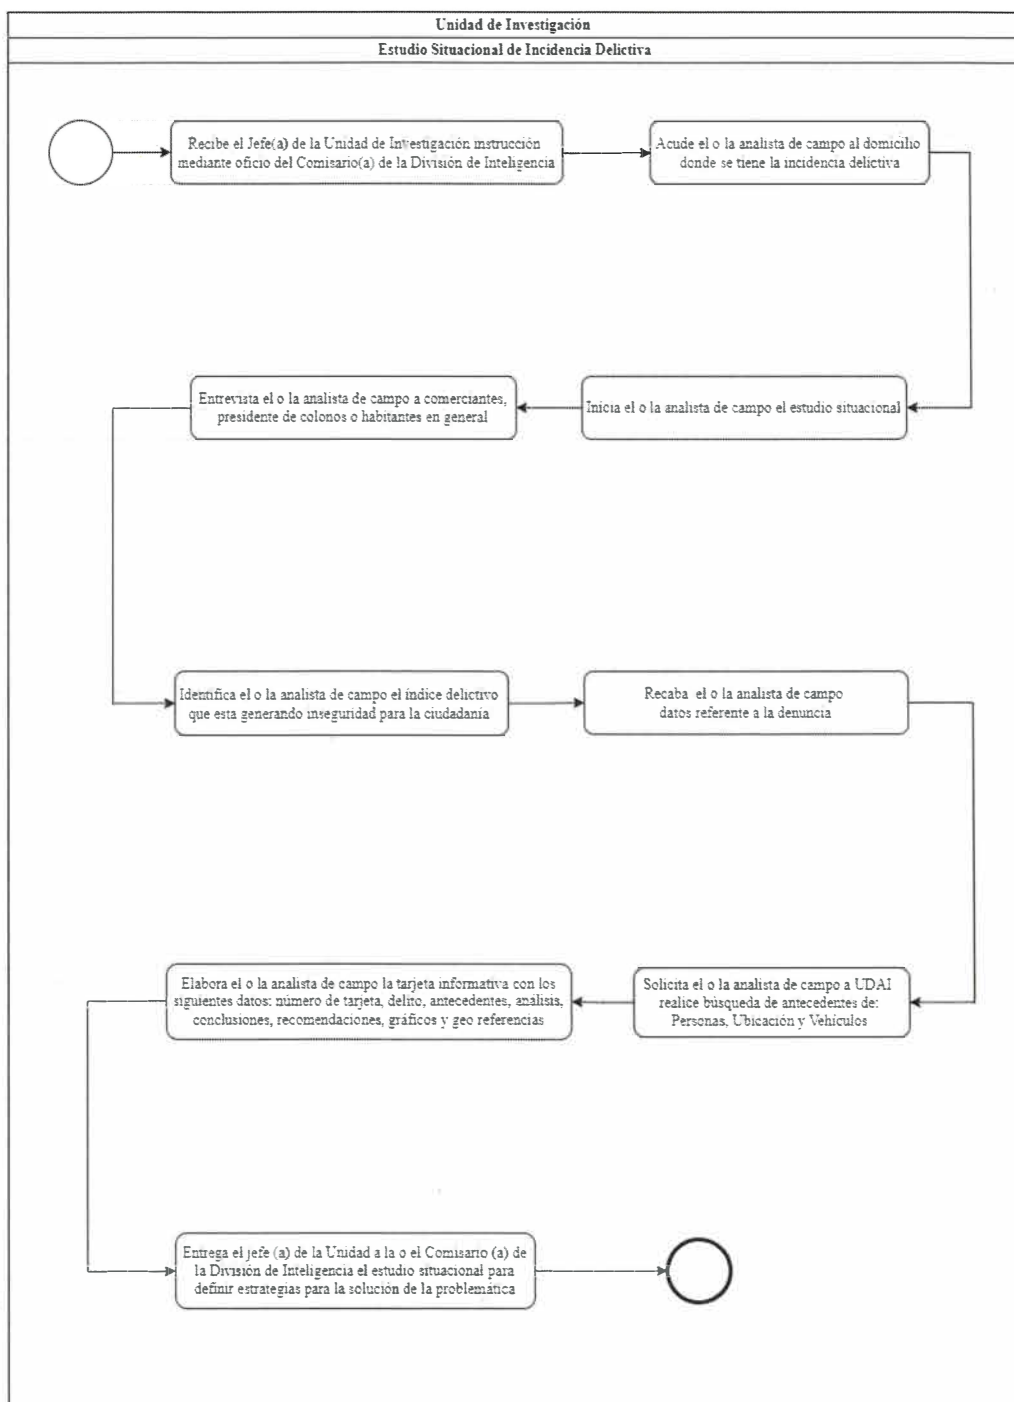 Unidad de Investigación
Estudio Situacional de Incidencia Delictiva
Recibe el Jefe(a) de la Unidad de Investigación instrucción
mediante oficio del Comisario(a) de la División de Inteligencia
Acude el o la analista de campo al domicilio
donde se tiene la incidencia delictiva
Inicia el o la analista de campo el estudio situacional
Entrevista el o la analista de campo a comerciantes,
presidente de colonos o habitantes en general
Identifica el o la analista de campo el índice delictivo
que esta generando inseguridad para la ciudadanía
Recaba el o la analista de campo
datos referente a la denuncia
Solicita el o la analista de campo a UDAI
realice búsqueda de antecedentes de:
Personas, Ubicación y Vehículos
Elabora el o la analista de campo la tarjeta informativa con los
siguientes datos: número de tarjeta, delito, antecedentes, análisis,
conclusiones, recomendaciones, gráficos y geo referencias
Entrega el jefe (a) de la Unidad a la o el Comisario (a) de
la División de Inteligencia el estudio situacional para
definir estrategias para la solución de la problemática